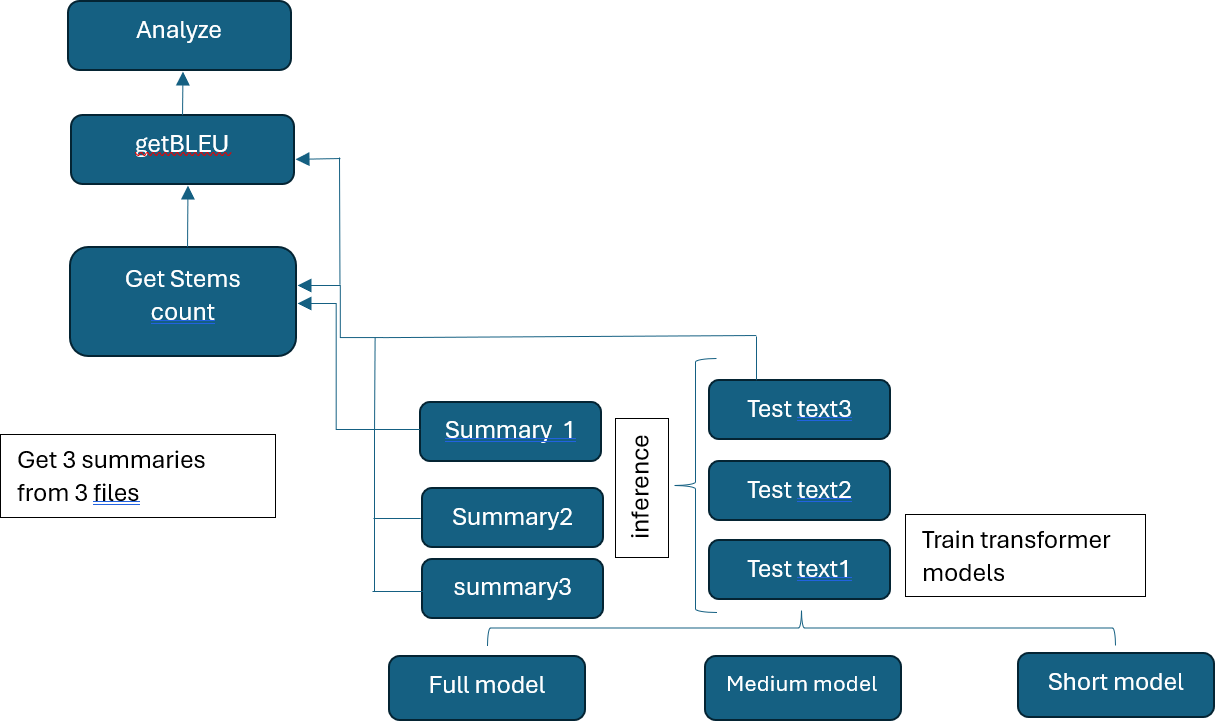 Analyze
getBLEU
Get Stems
count
Get 3 summaries
from 3 files
Summary 1
Summary2
summary3
inference
Test text3
Test text2
Test text1
Train transformer
models
Full model
Medium model
Short model